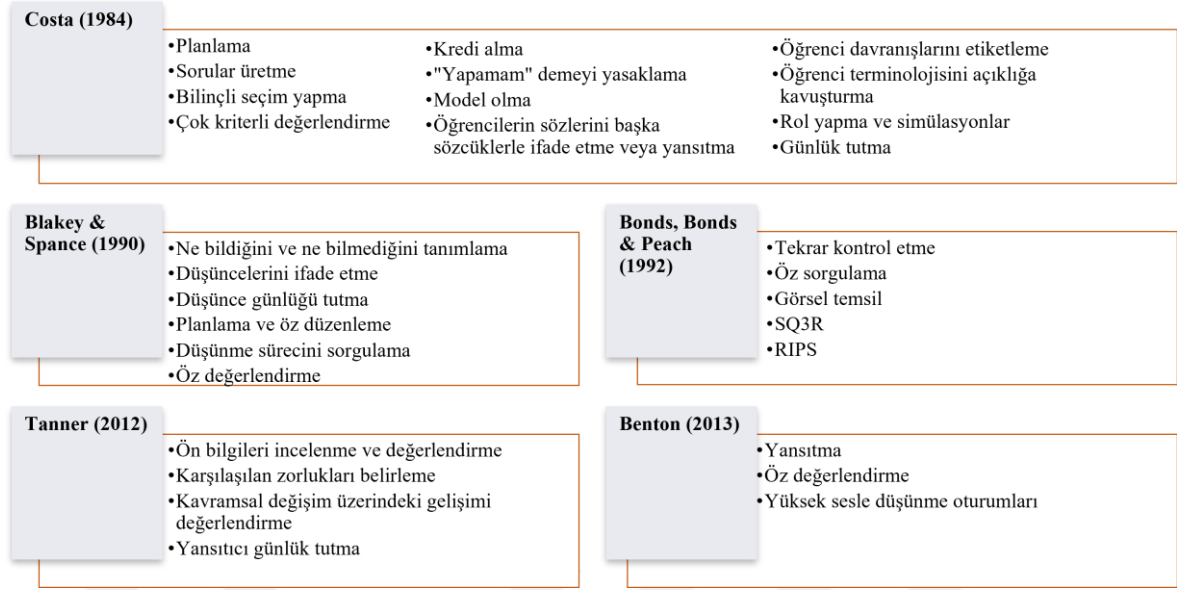 Costa (1984)
•Planlama
•Sorular üretme
•Bilinçli seçim yapma
•Çok kriterli değerlendirme
•Kredi alma
•"Yapamam" demeyi yasaklama
•Model olma
•Öğrencilerin sözlerini başka
sözcüklerle ifade etme veya yansıtma
•Öğrenci davranışlarını etiketleme
•Öğrenci terminolojisini açıklığa
kavuşturma
•Rol yapma ve simülasyonlar
•Günlük tutma
Blakey &
Spance (1990)
•Ne bildiğini ve ne bilmediğini tanımlama
•Düşüncelerini ifade etme
•Düşünce günlüğü tutma
•Planlama ve öz düzenleme
•Düşünme sürecini sorgulama
•Öz değerlendirme
Bonds, Bonds
& Peach
(1992)
•Tekrar kontrol etme
•Öz sorgulama
•Görsel temsil
•SQ3R
•RIPS
Tanner (2012)
•Ön bilgileri incelenme ve değerlendirme
•Karşılaşılan zorlukları belirleme
•Kavramsal değişim üzerindeki gelişimi
değerlendirme
•Yansıtıcı günlük tutma
Benton (2013)
•Yansıtma
•Öz değerlendirme
•Yüksek sesle düşünme oturumları